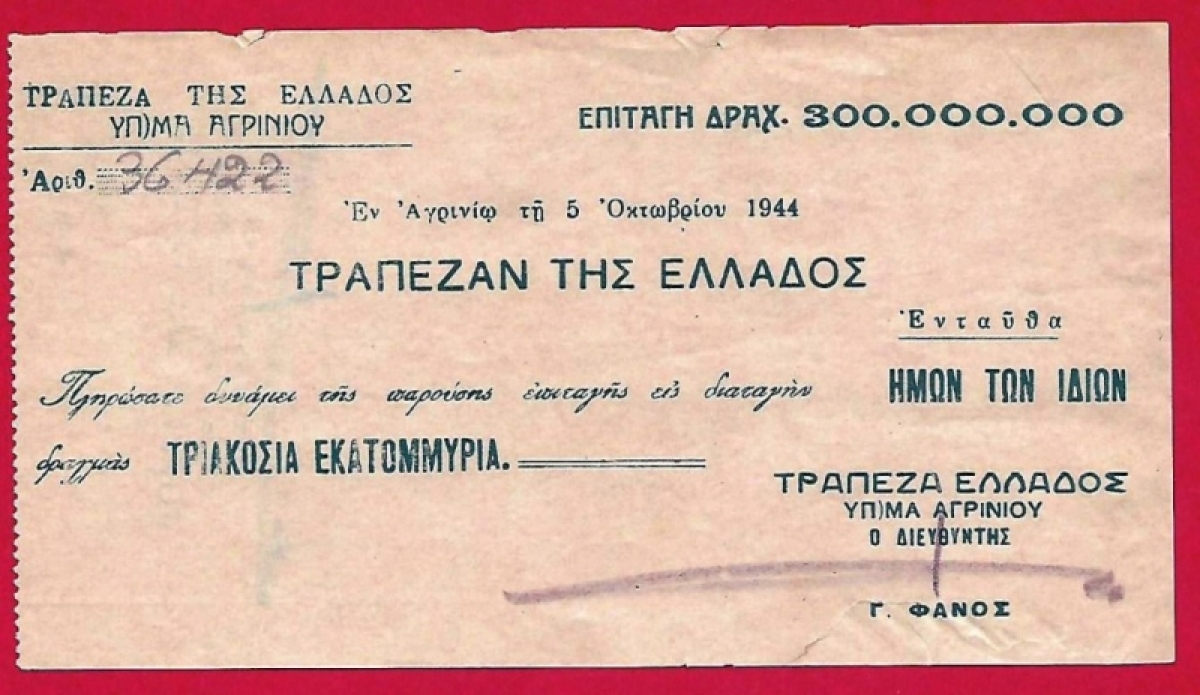 ΤΡΑΠΕΖΑ ΤΗΣ ΕΛΛΑΔΟΣ
ΥΠ)ΜΑ ΑΓΡΙΝΙΟΥ
Ἀριθ. 36422
ΕΠΙΤΑΓΗ ΔΡΑΧ. 300.000.000
Ἐν Ἀγρινίῳ τῇ 5 Ὀκτωβρίου 1944
ΤΡΑΠΕΖΑΝ ΤΗΣ ΕΛΛΑΔΟΣ
Ἐνταῦθα
Πληρώσατε δυνάμει τῆς παρούσης ἐπιταγῆς εἰς διαταγὴν ΗΜΩΝ ΤΩΝ ΙΔΙΩΝ
δραχμὰς ΤΡΙΑΚΟΣΙΑ ΕΚΑΤΟΜΜΥΡΙΑ.
ΤΡΑΠΕΖΑ ΕΛΛΑΔΟΣ
ΥΠ)ΜΑ ΑΓΡΙΝΙΟΥ
Ο ΔΙΕΥΘΥΝΤΗΣ
Γ. ΦΑΝΟΣ